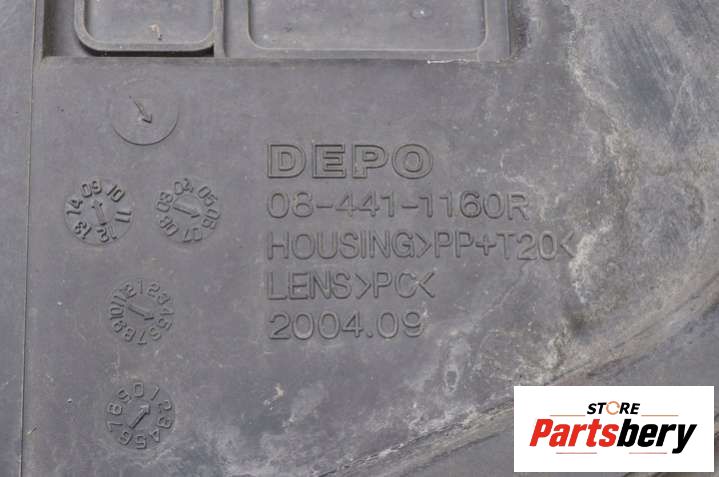 DEPO
08-441-1160R
HOUSING>PP+T20<
LENS>PC<
2004.09
STORE
Partsbery